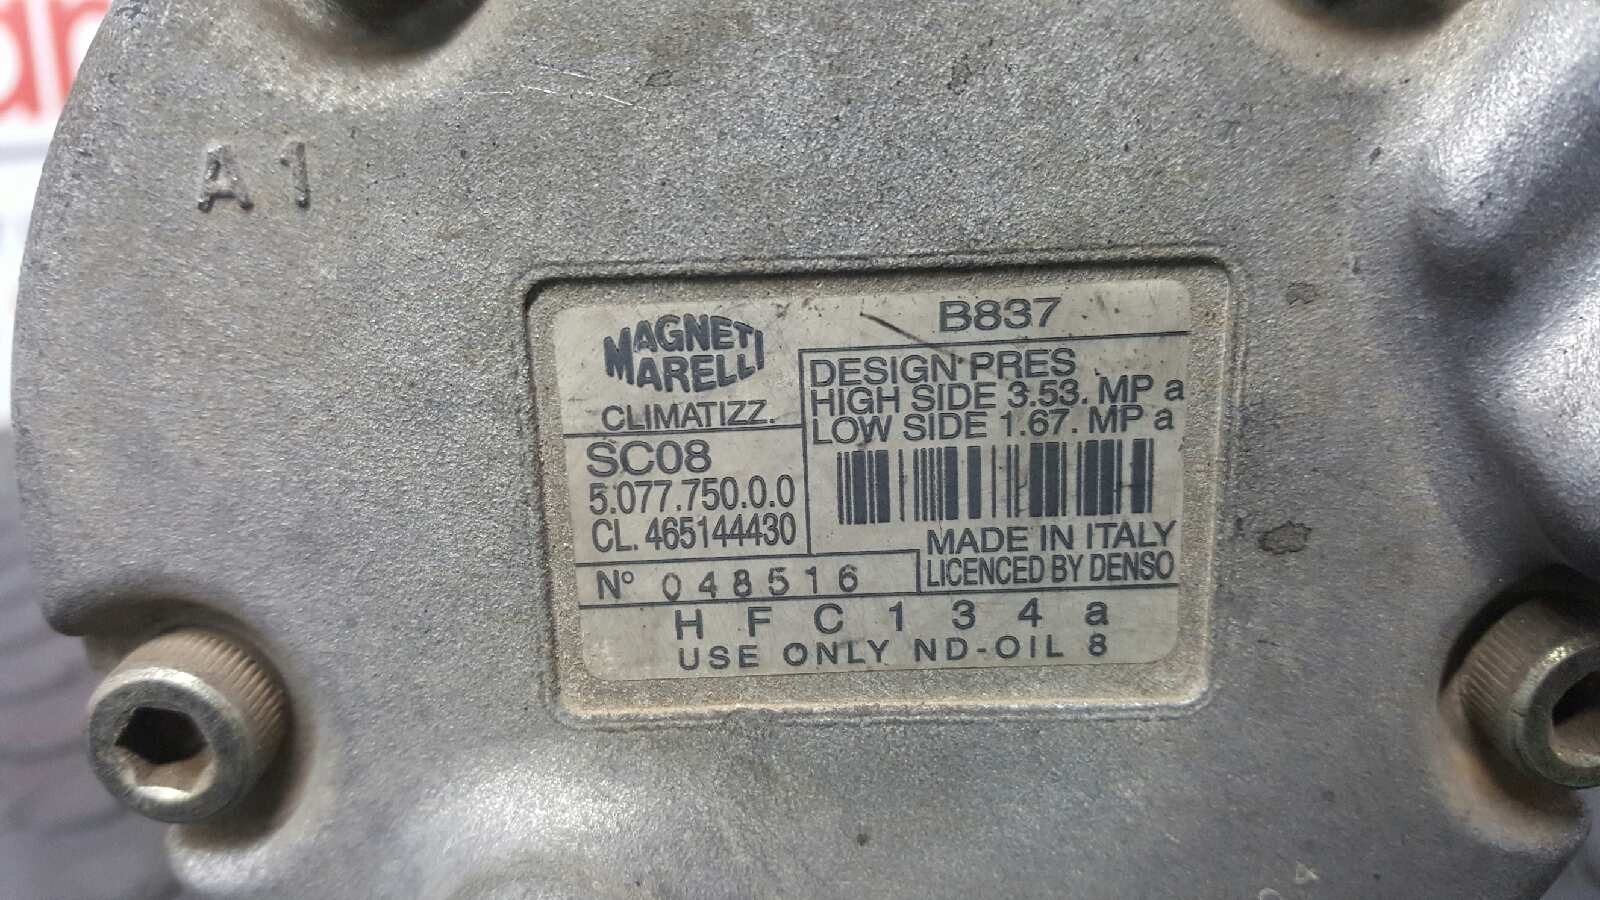 A1
MAGNETI
MARELLI
CLIMATIZZ.
SC08
5.077.750.0.0
CL. 465144430
B837
DESIGN PRES
HIGH SIDE 3.53. MP a
LOW SIDE 1.67. MP a
MADE IN ITALY
LICENCED BY DENSO
N° 048516
HFC134a
USE ONLY ND-OIL 8